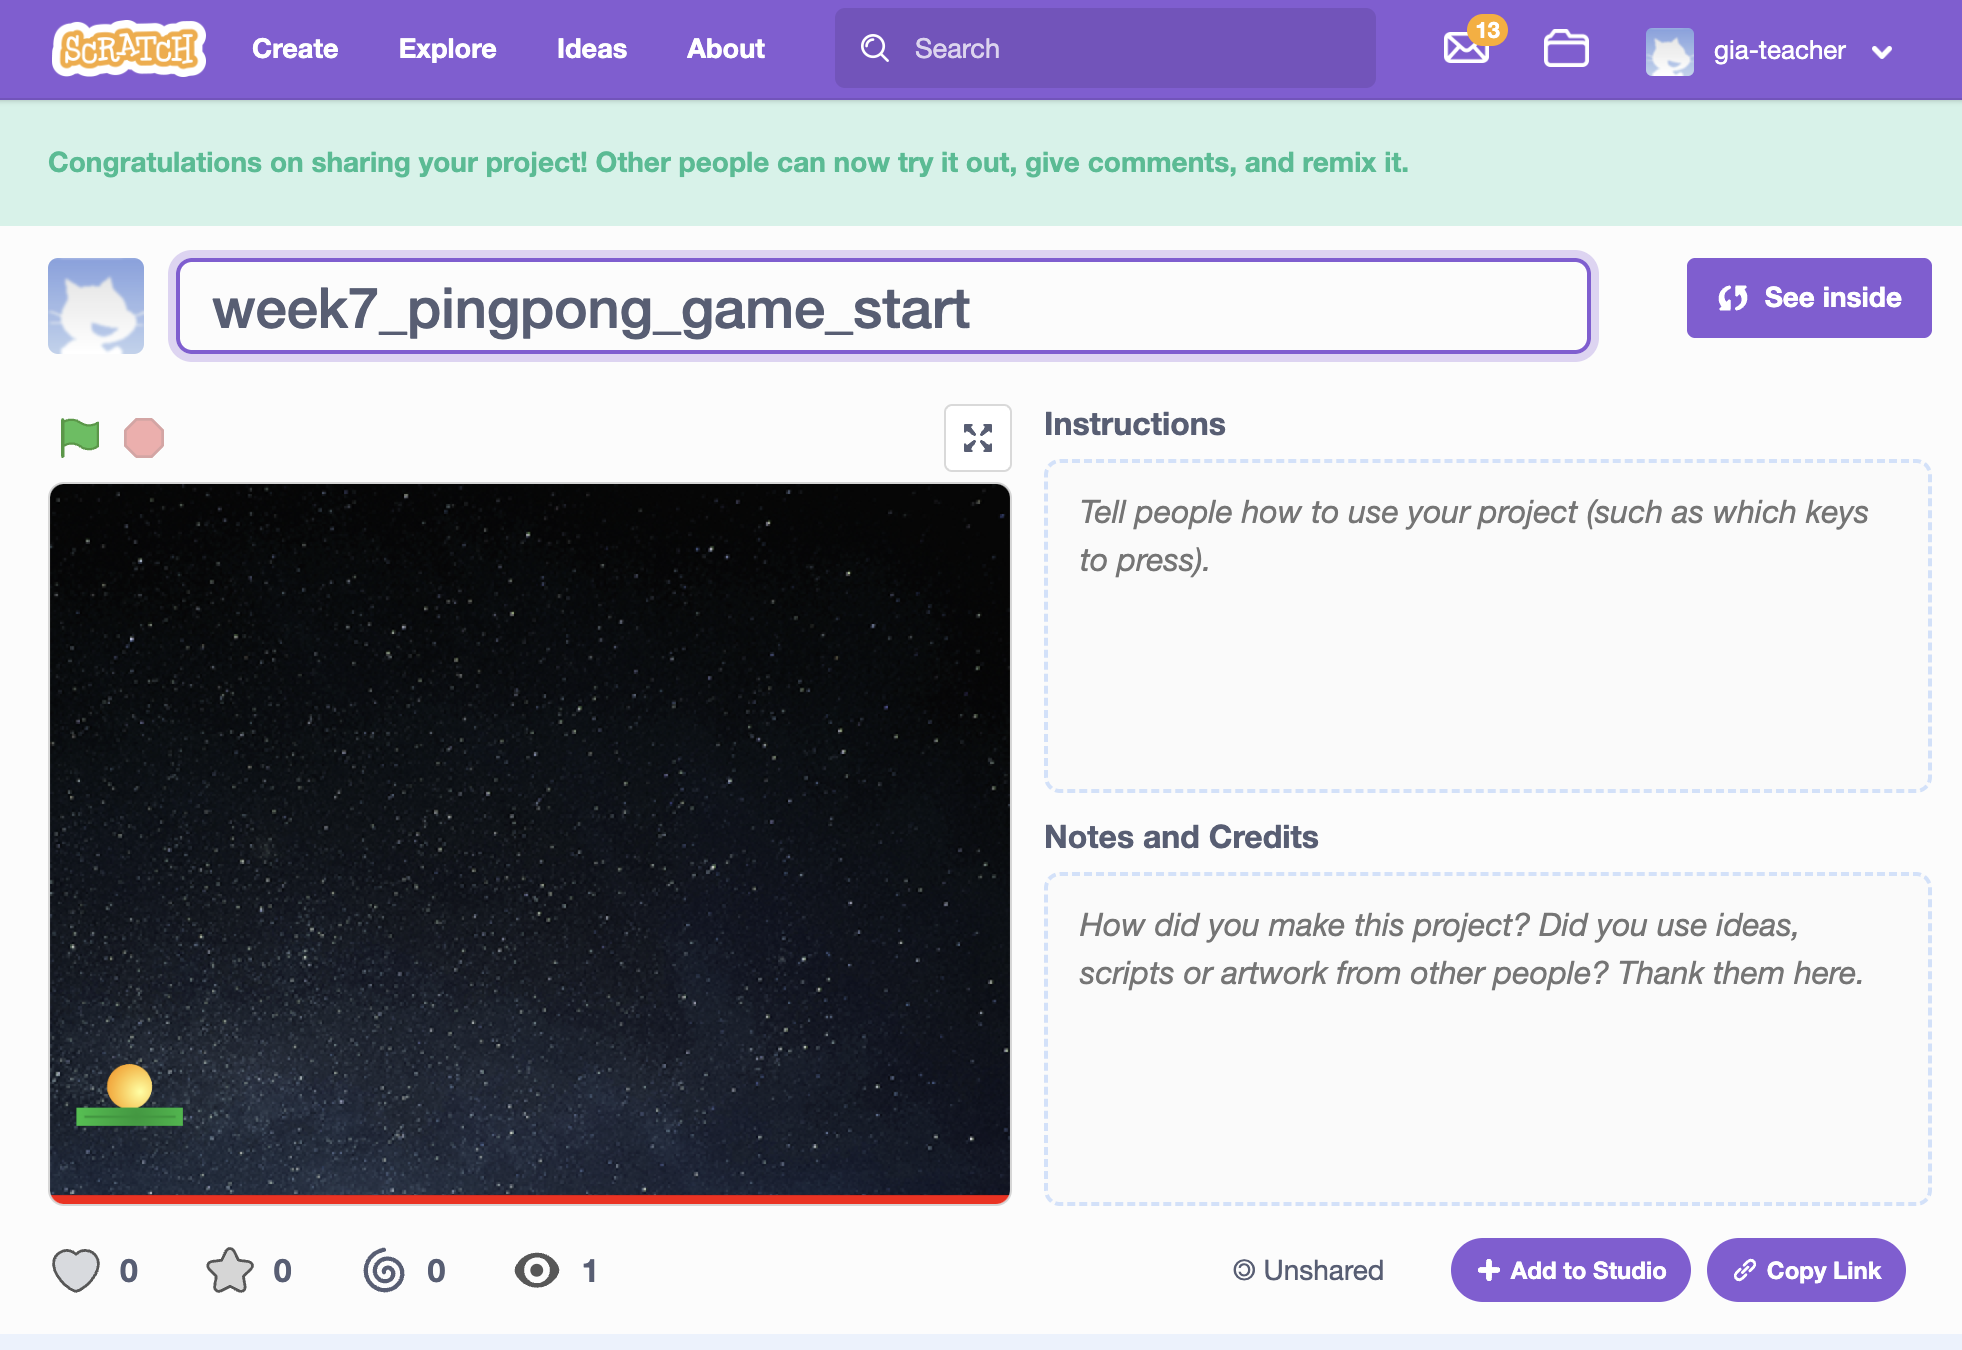 SCRATCH
Create
Explore
Ideas
About
Search
13
gia-teacher
Congratulations on sharing your project! Other people can now try it out, give comments, and remix it.
week7_pingpong_game_start
See inside
Instructions
Tell people how to use your project (such as which keys
to press).
Notes and Credits
How did you make this project? Did you use ideas,
scripts or artwork from other people? Thank them here.
0
0
0
1
Unshared
Add to Studio
Copy Link